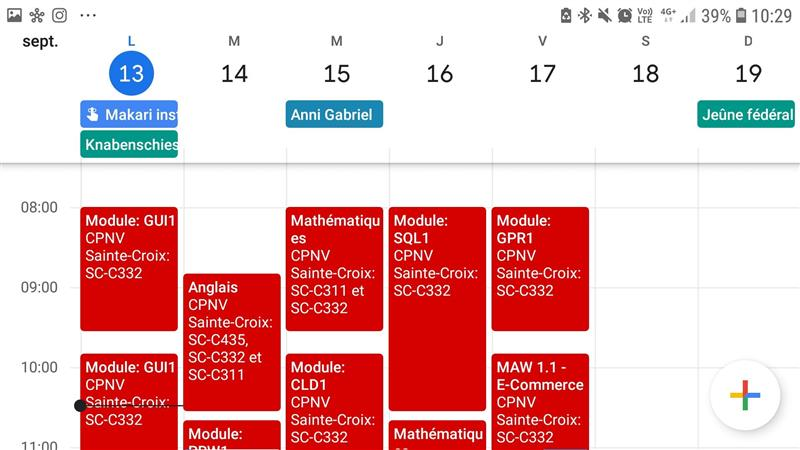 39% 10:29
Vo)) LTE 4G+
sept.
L M M J V S D
13 14 15 16 17 18 19
Makari inst
Anni Gabriel
Jeûne fédéral
Knabenschies
08:00
09:00
10:00
11:00
Module: GUI1
CPNV
Sainte-Croix:
SC-C332
Module: GUI1
CPNV
Sainte-Croix:
SC-C332
Anglais
CPNV
Sainte-Croix:
SC-C435,
SC-C332 et
SC-C311
Module:
Mathématiqu
es
CPNV
Sainte-Croix:
SC-C311 et
SC-C332
Module:
CLD1
CPNV
Sainte-Croix:
SC-C332
Module:
SQL1
CPNV
Sainte-Croix:
SC-C332
Mathématiqu
Module:
GPR1
CPNV
Sainte-Croix:
SC-C332
MAW 1.1 -
E-Commerce
CPNV
Sainte-Croix:
SC-C332